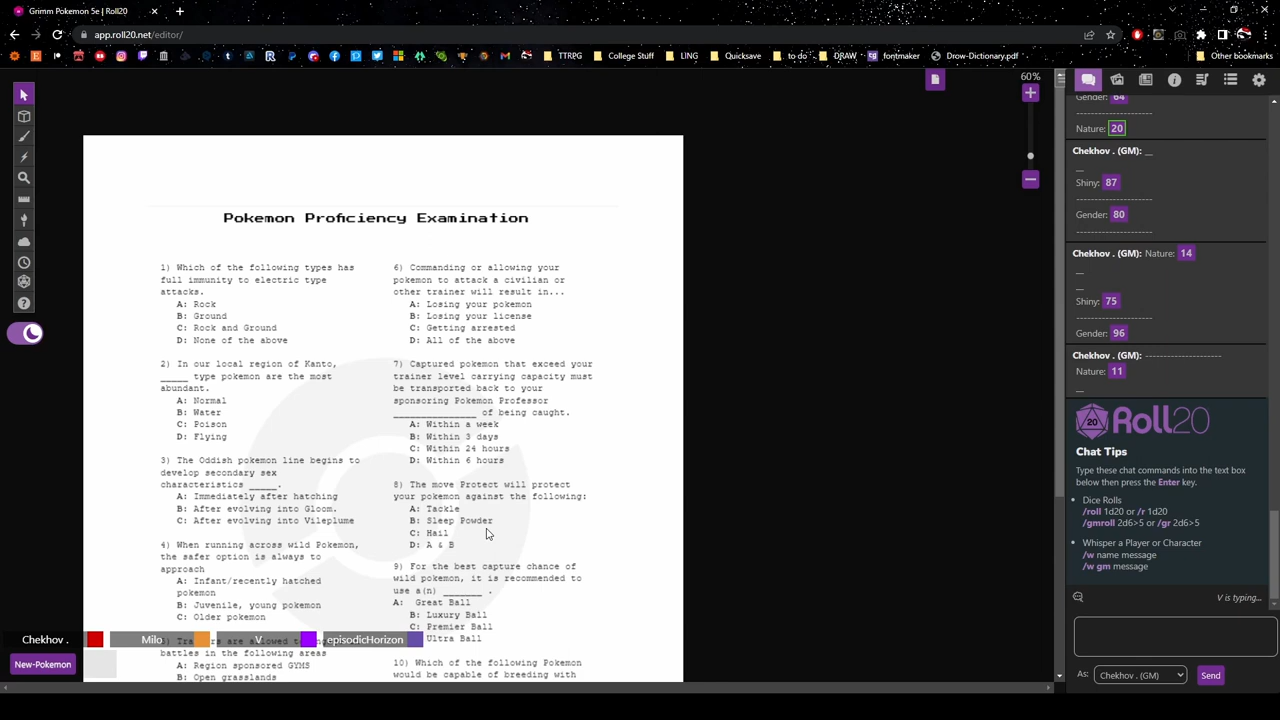 Grimm Pokemon 5e | Roll20
app.roll20.net/editor/
TTRPG
College Stuff
LING
Quicksave
to do
DRAW
fontmaker
Drow-Dictionary.pdf
Other bookmarks
60%
Pokemon Proficiency Examination
1) Which of the following types has
full immunity to electric type
attacks.
A: Rock
B: Ground
C: Rock and Ground
D: None of the above
2) In our local region of Kanto,
_____ type pokemon are the most
abundant.
A: Normal
B: Water
C: Poison
D: Flying
3) The Oddish pokemon line begins to
develop secondary sex
characteristics _____.
A: Immediately after hatching
B: After evolving into Gloom.
C: After evolving into Vileplume
4) When running across wild Pokemon,
the safer option is always to
approach
A: Infant/recently hatched
pokemon
B: Juvenile, young pokemon
C: Older pokemon
battles in the following areas
A: Region sponsored GYMS
B: Open grasslands
6) Commanding or allowing your
pokemon to attack a civilian or
other trainer will result in...
A: Losing your pokemon
B: Losing your license
C: Getting arrested
D: All of the above
7) Captured pokemon that exceed your
trainer level carrying capacity must
be transported back to your
sponsoring Pokemon Professor
_______________ of being caught.
A: Within a week
B: Within 3 days
C: Within 24 hours
D: Within 6 hours
8) The move Protect will protect
your pokemon against the following:
A: Tackle
B: Sleep Powder
C: Hail
D: A & B
9) For the best capture chance of
wild pokemon, it is recommended to
use a(n) _______ .
A: Great Ball
B: Luxury Ball
C: Premier Ball
Ultra Ball
10) Which of the following Pokemon
would be capable of breeding with
Chekhov .
Milo
V
episodicHorizon
New-Pokemon
Gender: 64
----------------------
Nature: 20
Chekhov . (GM): __
__
Shiny: 87
----------------------
Gender: 80
----------------------
Chekhov . (GM): Nature: 14
__
__
Shiny: 75
----------------------
Gender: 96
Chekhov . (GM): ----------------------
Nature: 11
__
20
Roll20
Chat Tips
Type these chat commands into the text box
below then press the Enter key.
Dice Rolls
/roll 1d20 or /r 1d20
/gmroll 2d6>5 or /gr 2d6>5
Whisper a Player or Character
/w name message
/w gm message
V is typing...
As:
Chekhov . (GM)
Send